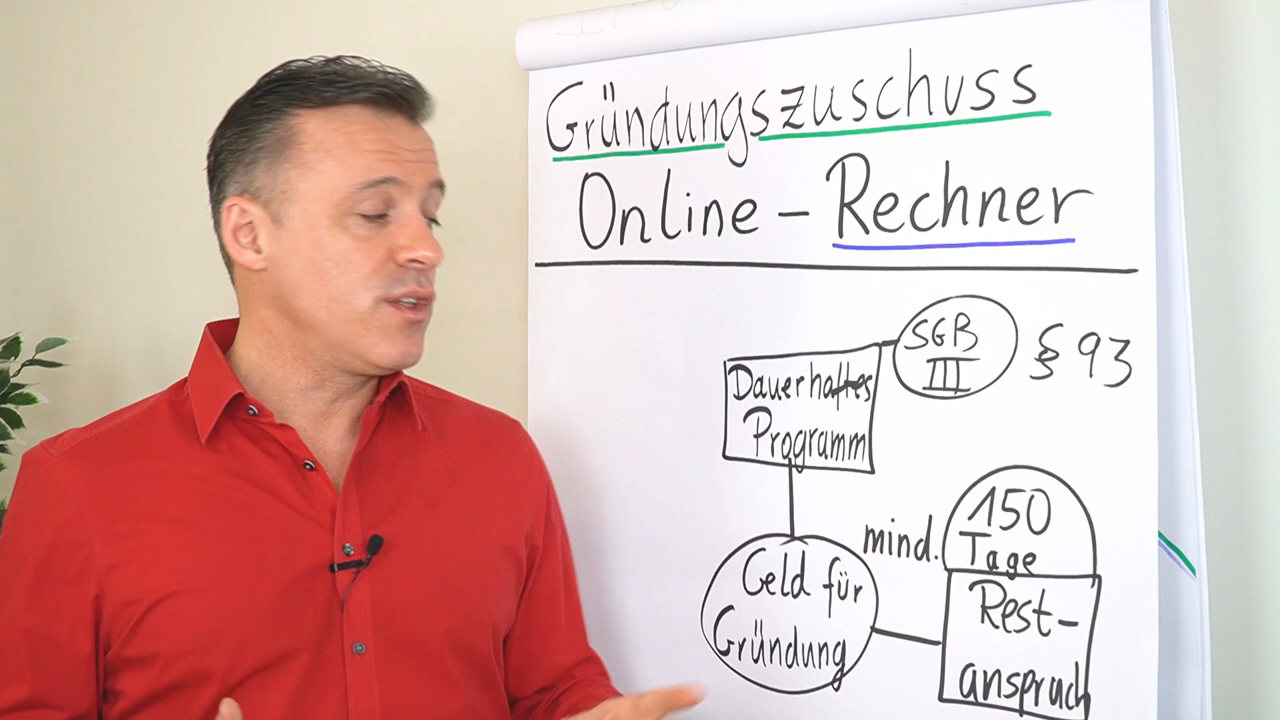 Gründungszuschuss
Online-Rechner
SGB
III
§ 93
Dauerhaftes
Programm
Geld für
Gründung
mind.
150
Tage
Rest-
anspruch